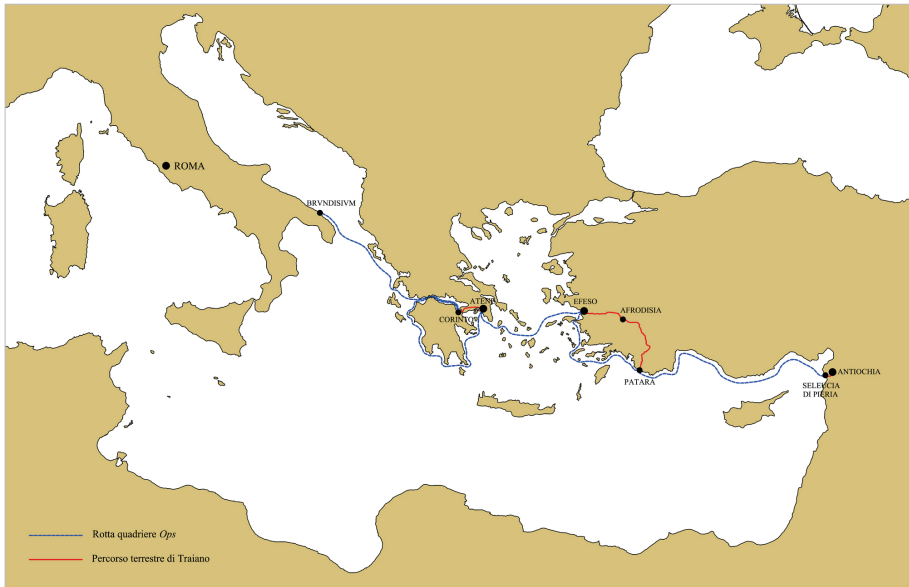 ROMA
BRVNDISIVM
ATENE
CORINTO
EFESO
AFRODISIA
PATARA
ANTIOCHIA
SELEUCIA
DI PIERIA
Rotta quadriere Ops
Percorso terrestre di Traiano